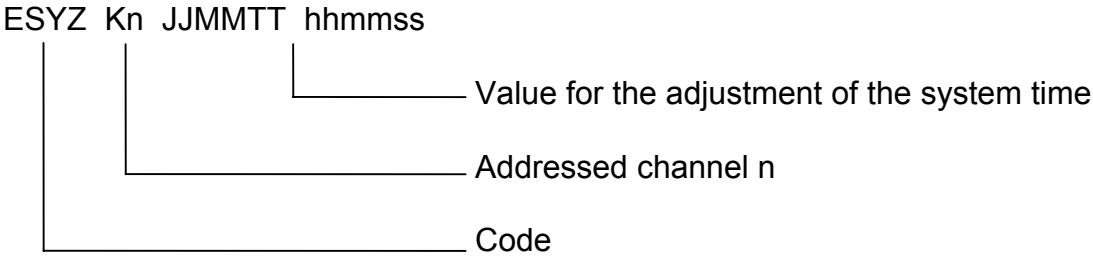 ESYZ Kn JJMMTT hhmmss
Value for the adjustment of the system time
Addressed channel n
Code